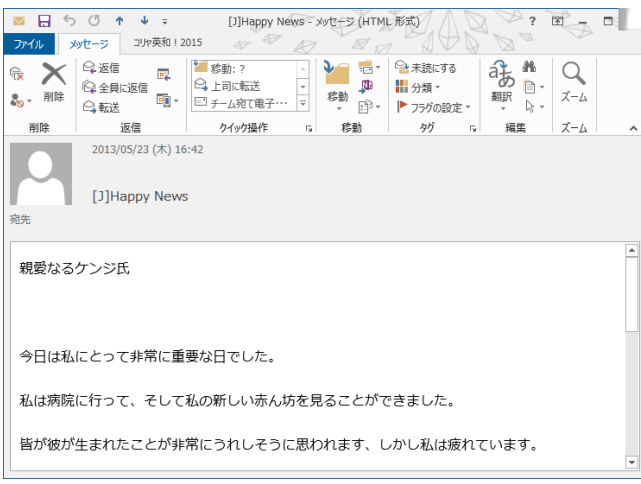 [J]Happy News - メッセージ (HTML 形式)
?
ファイル メッセージ コリャ英和!2015
削除
返信
全員に返信
転送
移動: ?
上司に転送
チーム宛て電子…
移動
未読にする
分類
フラグの設定
あ
翻訳
ズーム
削除 返信 クイック操作 移動 タグ 編集 ズーム
2013/05/23 (木) 16:42
[J]Happy News
宛先
親愛なるケンジ氏
今日は私にとって非常に重要な日でした。
私は病院に行って、そして私の新しい赤ん坊を見ることができました。
皆が彼が生まれたことが非常にうれしそうに思われます、しかし私は疲れています。